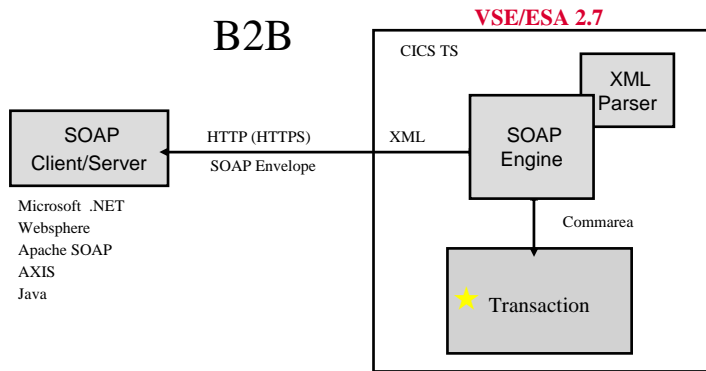 VSE/ESA 2.7
B2B
CICS TS
XML
Parser
SOAP
Client/Server
HTTP (HTTPS)
SOAP Envelope
XML
SOAP
Engine
Microsoft .NET
Websphere
Apache SOAP
AXIS
Java
Commarea
Transaction